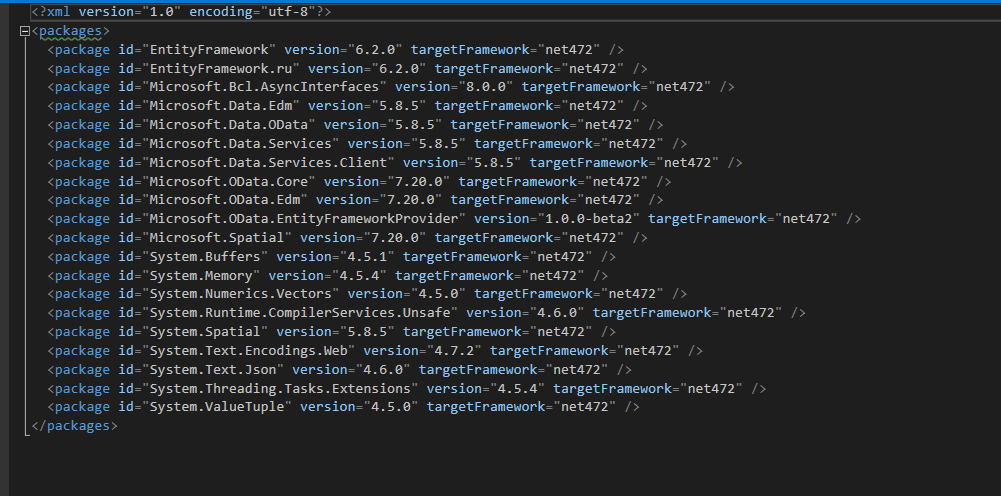 <?xml version="1.0" encoding="utf-8"?>
<packages>
<package id="EntityFramework" version="6.2.0" targetFramework="net472" />
<package id="EntityFramework.ru" version="6.2.0" targetFramework="net472" />
<package id="Microsoft.Bcl.AsyncInterfaces" version="8.0.0" targetFramework="net472" />
<package id="Microsoft.Data.Edm" version="5.8.5" targetFramework="net472" />
<package id="Microsoft.Data.OData" version="5.8.5" targetFramework="net472" />
<package id="Microsoft.Data.Services" version="5.8.5" targetFramework="net472" />
<package id="Microsoft.Data.Services.Client" version="5.8.5" targetFramework="net472" />
<package id="Microsoft.OData.Core" version="7.20.0" targetFramework="net472" />
<package id="Microsoft.OData.Edm" version="7.20.0" targetFramework="net472" />
<package id="Microsoft.OData.EntityFrameworkProvider" version="1.0.0-beta2" targetFramework="net472" />
<package id="Microsoft.Spatial" version="7.20.0" targetFramework="net472" />
<package id="System.Buffers" version="4.5.1" targetFramework="net472" />
<package id="System.Memory" version="4.5.4" targetFramework="net472" />
<package id="System.Numerics.Vectors" version="4.5.0" targetFramework="net472" />
<package id="System.Runtime.CompilerServices.Unsafe" version="4.6.0" targetFramework="net472" />
<package id="System.Spatial" version="5.8.5" targetFramework="net472" />
<package id="System.Text.Encodings.Web" version="4.7.2" targetFramework="net472" />
<package id="System.Text.Json" version="4.6.0" targetFramework="net472" />
<package id="System.Threading.Tasks.Extensions" version="4.5.4" targetFramework="net472" />
<package id="System.ValueTuple" version="4.5.0" targetFramework="net472" />
</packages>